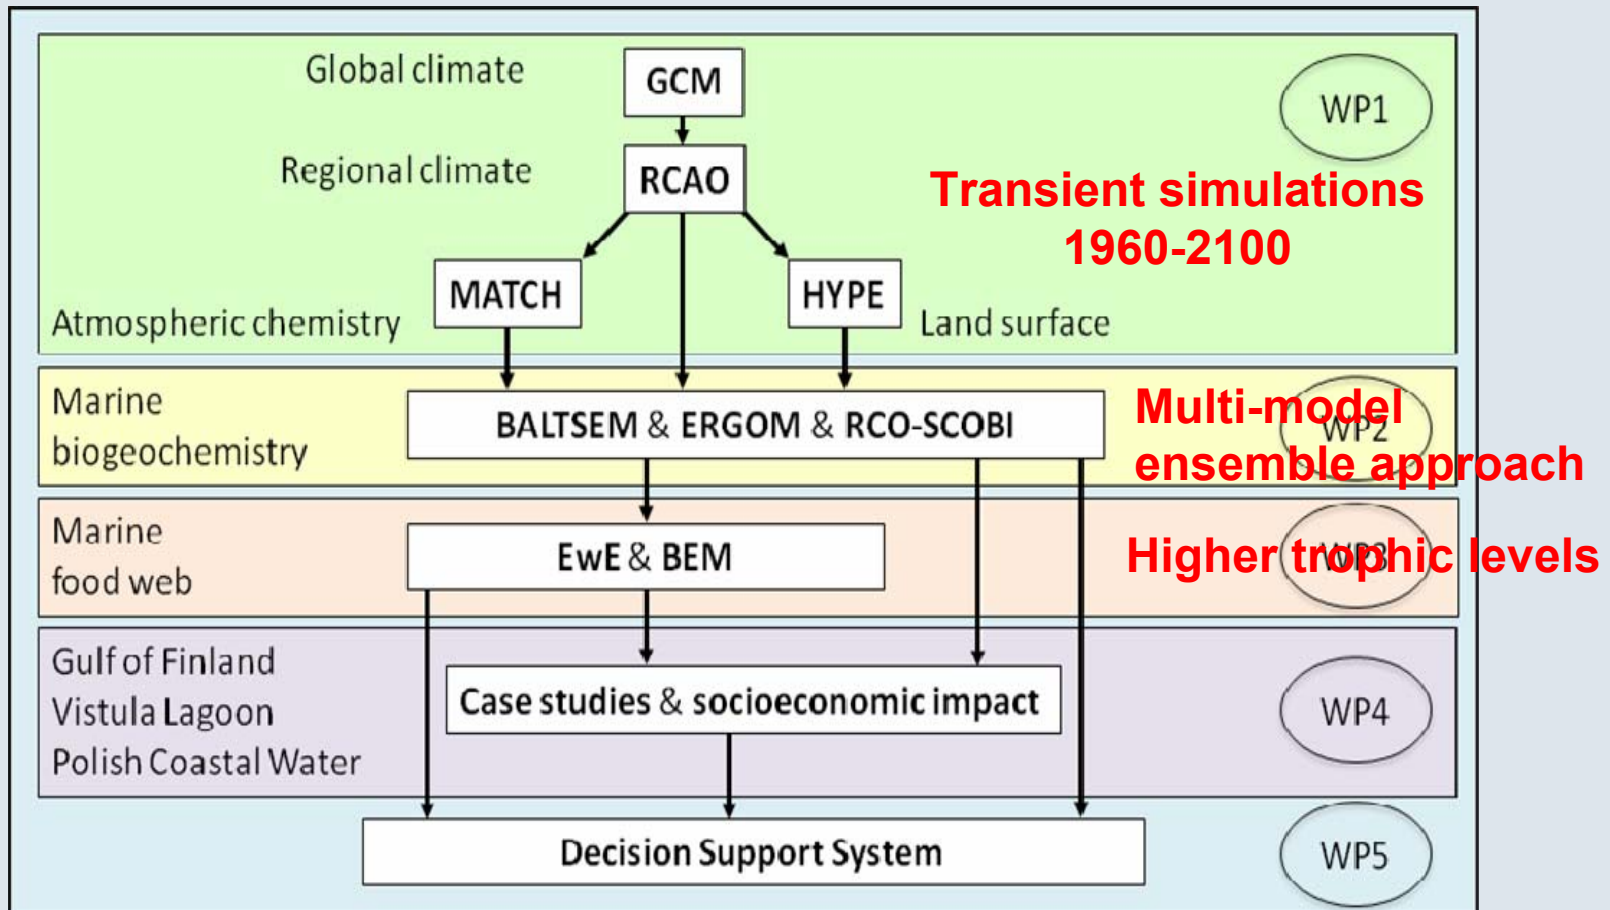 Global climate
GCM
WP1
Regional climate
RCAO
Transient simulations
1960-2100
MATCH
HYPE
Atmospheric chemistry
Land surface
Marine
biogeochemistry
BALTSEM & ERGOM & RCO-SCOBI
Multi-model
ensemble approach
WP2
Marine
food web
EwE & BEM
Higher trophic levels
WP3
Gulf of Finland
Vistula Lagoon
Polish Coastal Water
Case studies & socioeconomic impact
WP4
Decision Support System
WP5